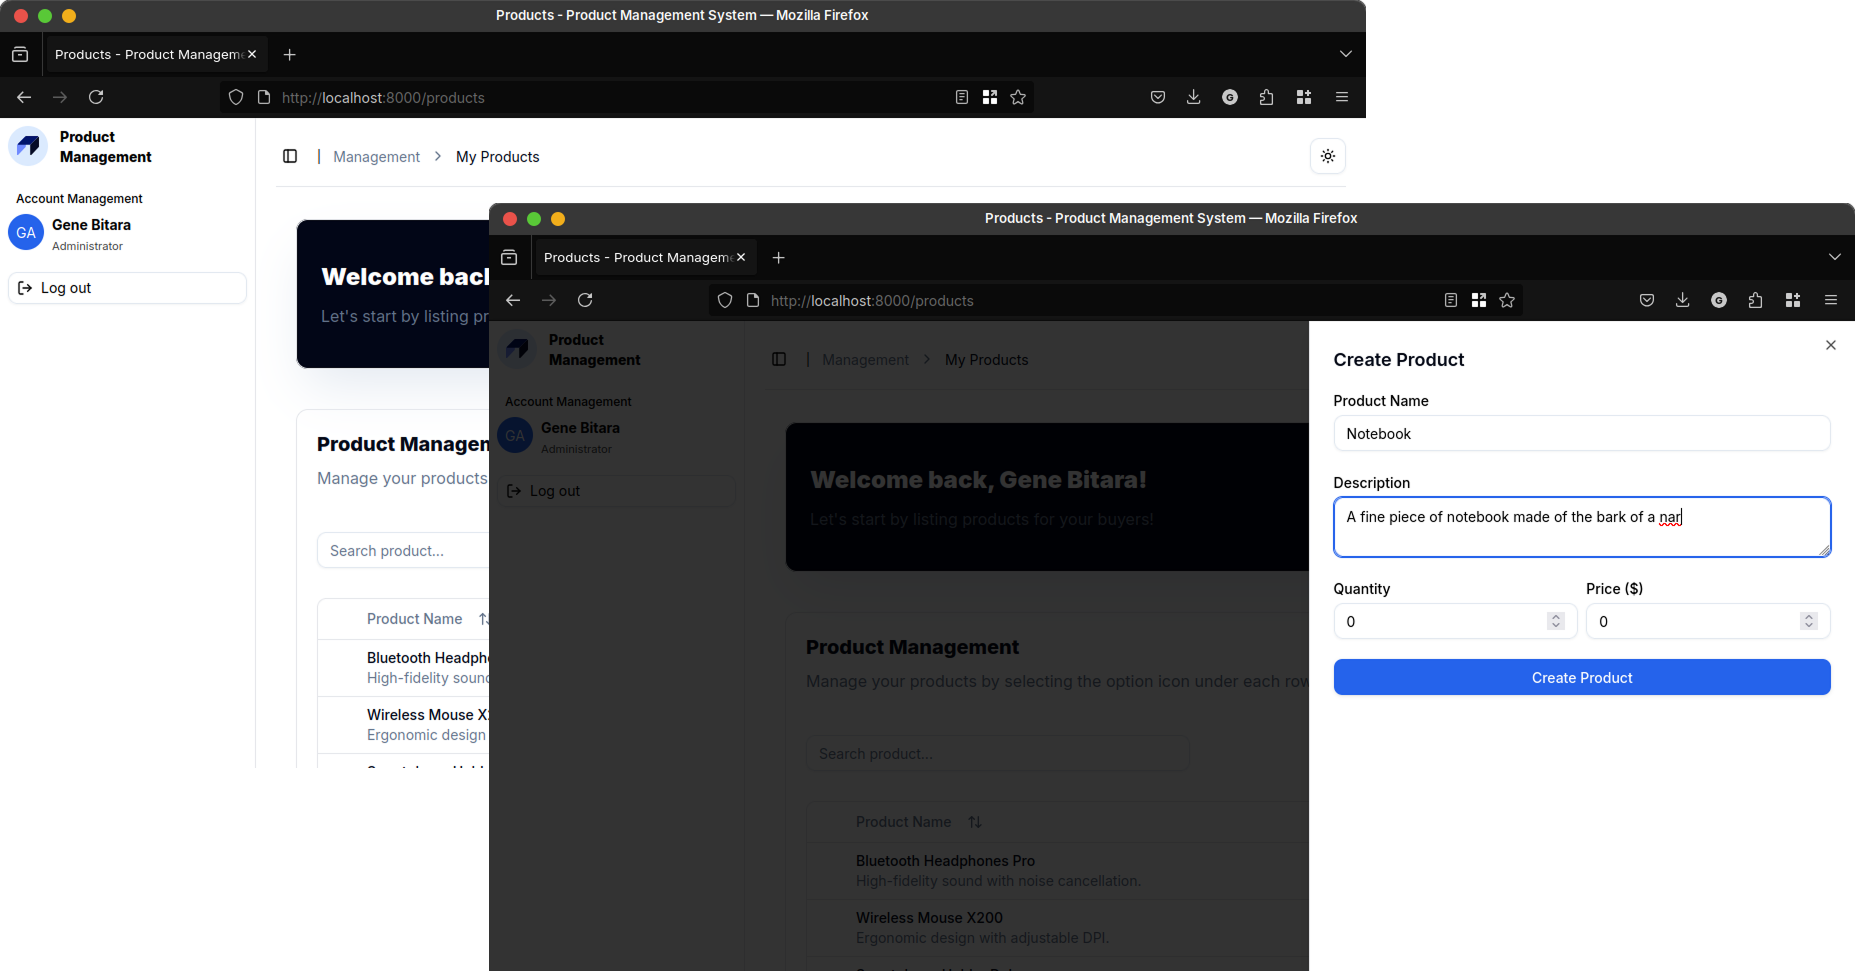 Products - Product Management System — Mozilla Firefox
Products - Product Managem
http://localhost:8000/products
G
Product
Management
Management > My Products
Account Management
GA
Gene Bitara
Administrator
Log out
Welcome back
Let's start by listing pr
Product Managem
Manage your products
Search product...
Product Name
Bluetooth Headph
High-fidelity sound
Wireless Mouse X2
Ergonomic design
Products - Product Management System — Mozilla Firefox
Products - Product Managem
http://localhost:8000/products
G
Product
Management
Management > My Products
Account Management
GA
Gene Bitara
Administrator
Log out
Welcome back, Gene Bitara!
Let's start by listing products for your buyers!
Product Management
Manage your products by selecting the option icon under each row
Search product...
Product Name
Bluetooth Headphones Pro
High-fidelity sound with noise cancellation.
Wireless Mouse X200
Ergonomic design with adjustable DPI.
Create Product
Product Name
Notebook
Description
A fine piece of notebook made of the bark of a nar
Quantity Price ($)
0 0
Create Product